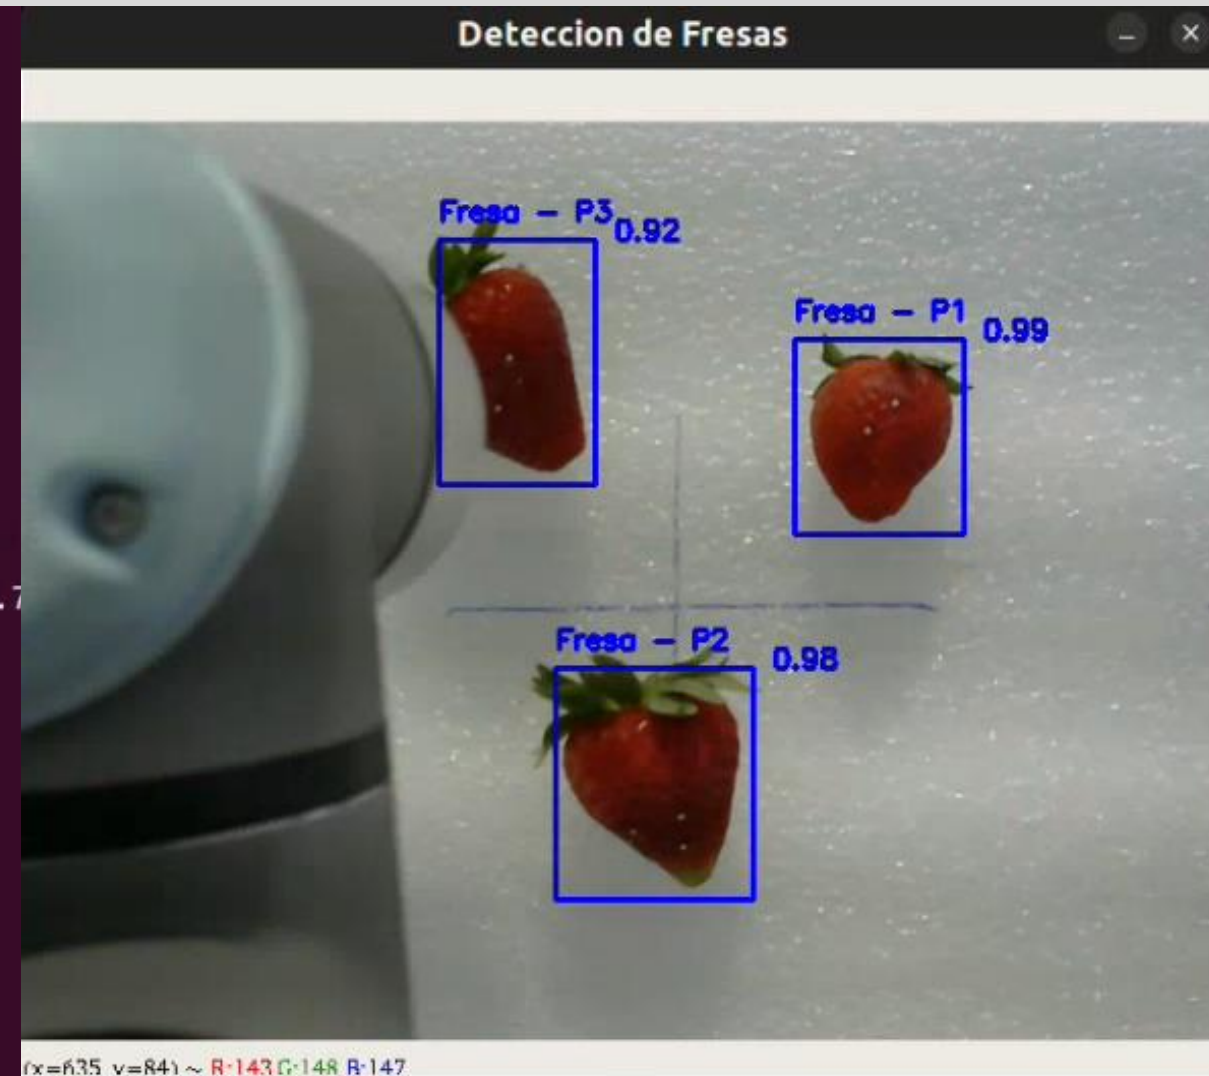 Deteccion de Fresas
Fresa - P3
0.92
Fresa - P1
0.99
.7
Fresa - P2
0.98
(x=635, y=84) ~ R:143 G:148 B:147